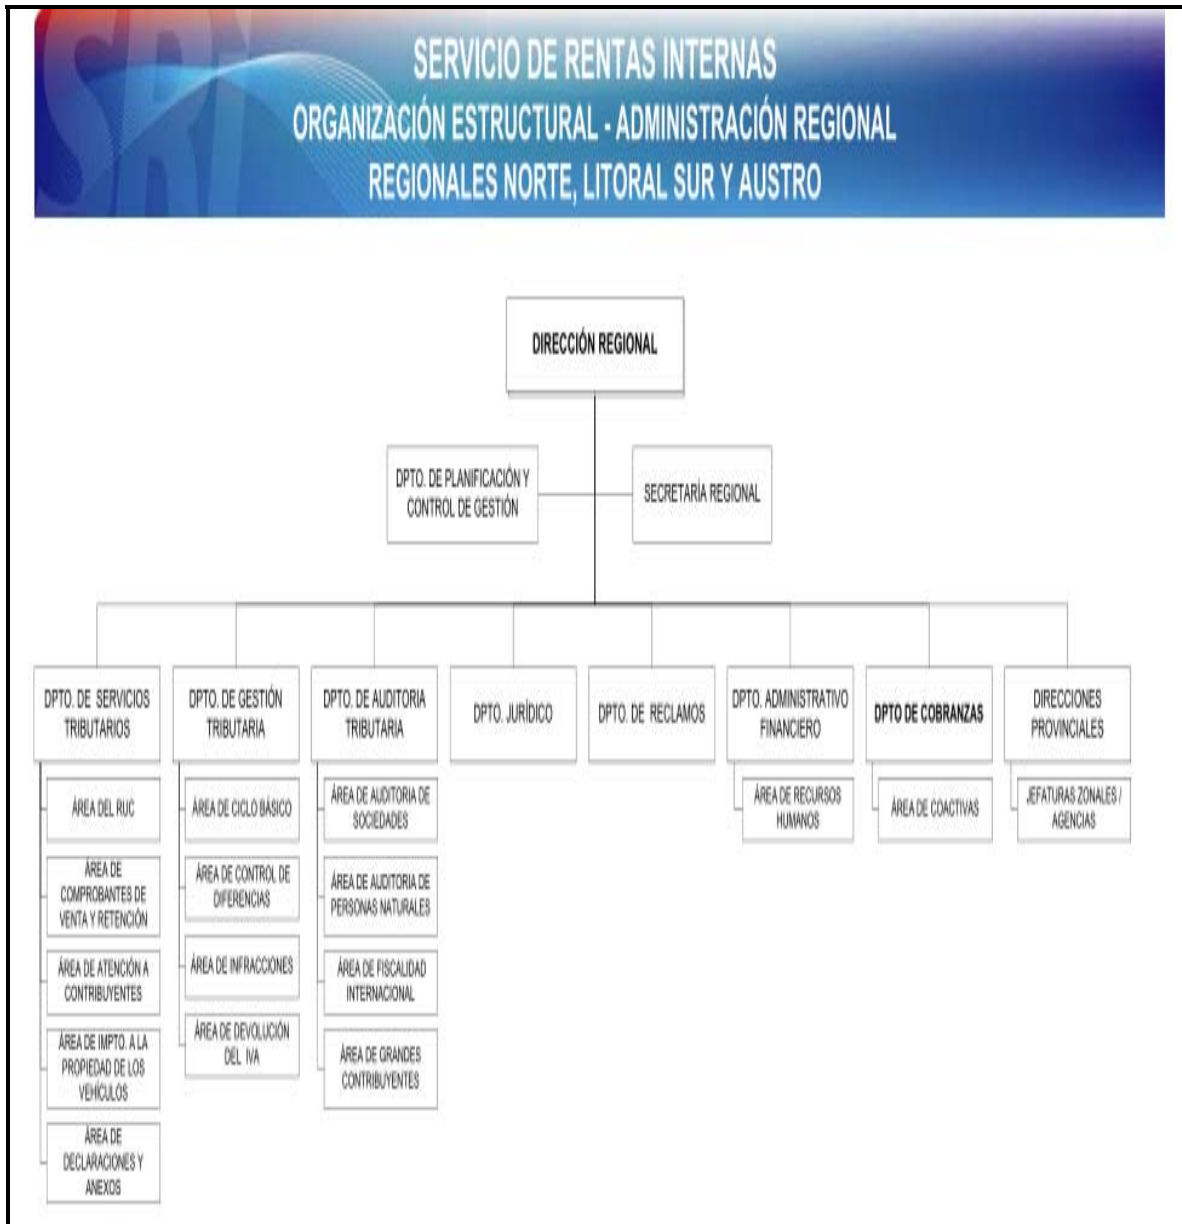 SRi
SERVICIO DE RENTAS INTERNAS
ORGANIZACIÓN ESTRUCTURAL - ADMINISTRACIÓN REGIONAL
REGIONALES NORTE, LITORAL SUR Y AUSTRO
DIRECCIÓN REGIONAL
DPTO. DE PLANIFICACIÓN Y
CONTROL DE GESTIÓN
SECRETARÍA REGIONAL
DPTO. DE SERVICIOS
TRIBUTARIOS
DPTO. DE GESTIÓN
TRIBUTARIA
DPTO. DE AUDITORIA
TRIBUTARIA
DPTO. JURÍDICO
DPTO. DE RECLAMOS
DPTO. ADMINISTRATIVO
FINANCIERO
DPTO DE COBRANZAS
DIRECCIONES
PROVINCIALES
ÁREA DEL RUC
ÁREA DE
COMPROBANTES DE
VENTA Y RETENCIÓN
ÁREA DE ATENCIÓN A
CONTRIBUYENTES
ÁREA DE IMPTO. A LA
PROPIEDAD DE LOS
VEHÍCULOS
ÁREA DE
DECLARACIONES Y
ANEXOS
ÁREA DE CICLO BÁSICO
ÁREA DE CONTROL DE
DIFERENCIAS
ÁREA DE INFRACCIONES
ÁREA DE DEVOLUCIÓN
DEL IVA
ÁREA DE AUDITORIA DE
SOCIEDADES
ÁREA DE AUDITORIA DE
PERSONAS NATURALES
ÁREA DE FISCALIDAD
INTERNACIONAL
ÁREA DE GRANDES
CONTRIBUYENTES
ÁREA DE RECURSOS
HUMANOS
ÁREA DE COACTIVAS
JEFATURAS ZONALES /
AGENCIAS